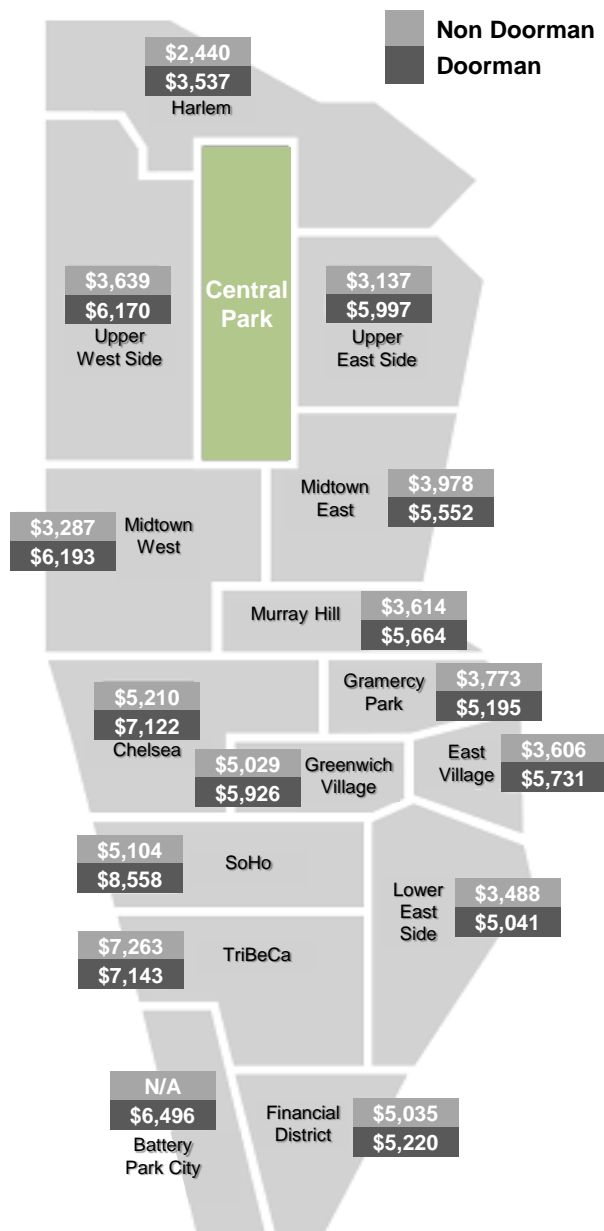 Non Doorman
Doorman
$2,440
$3,537
Harlem
$3,639
$6,170
Upper
West Side
Central
Park
$3,137
$5,997
Upper
East Side
Midtown
East
$3,978
$5,552
$3,287
$6,193
Midtown
West
Murray Hill
$3,614
$5,664
Gramercy
Park
$3,773
$5,195
$5,210
$7,122
Chelsea
$5,029
$5,926
Greenwich
Village
East
Village
$3,606
$5,731
$5,104
$8,558
SoHo
Lower
East
Side
$3,488
$5,041
$7,263
$7,143
TriBeCa
N/A
$6,496
Battery
Park City
Financial
District
$5,035
$5,220